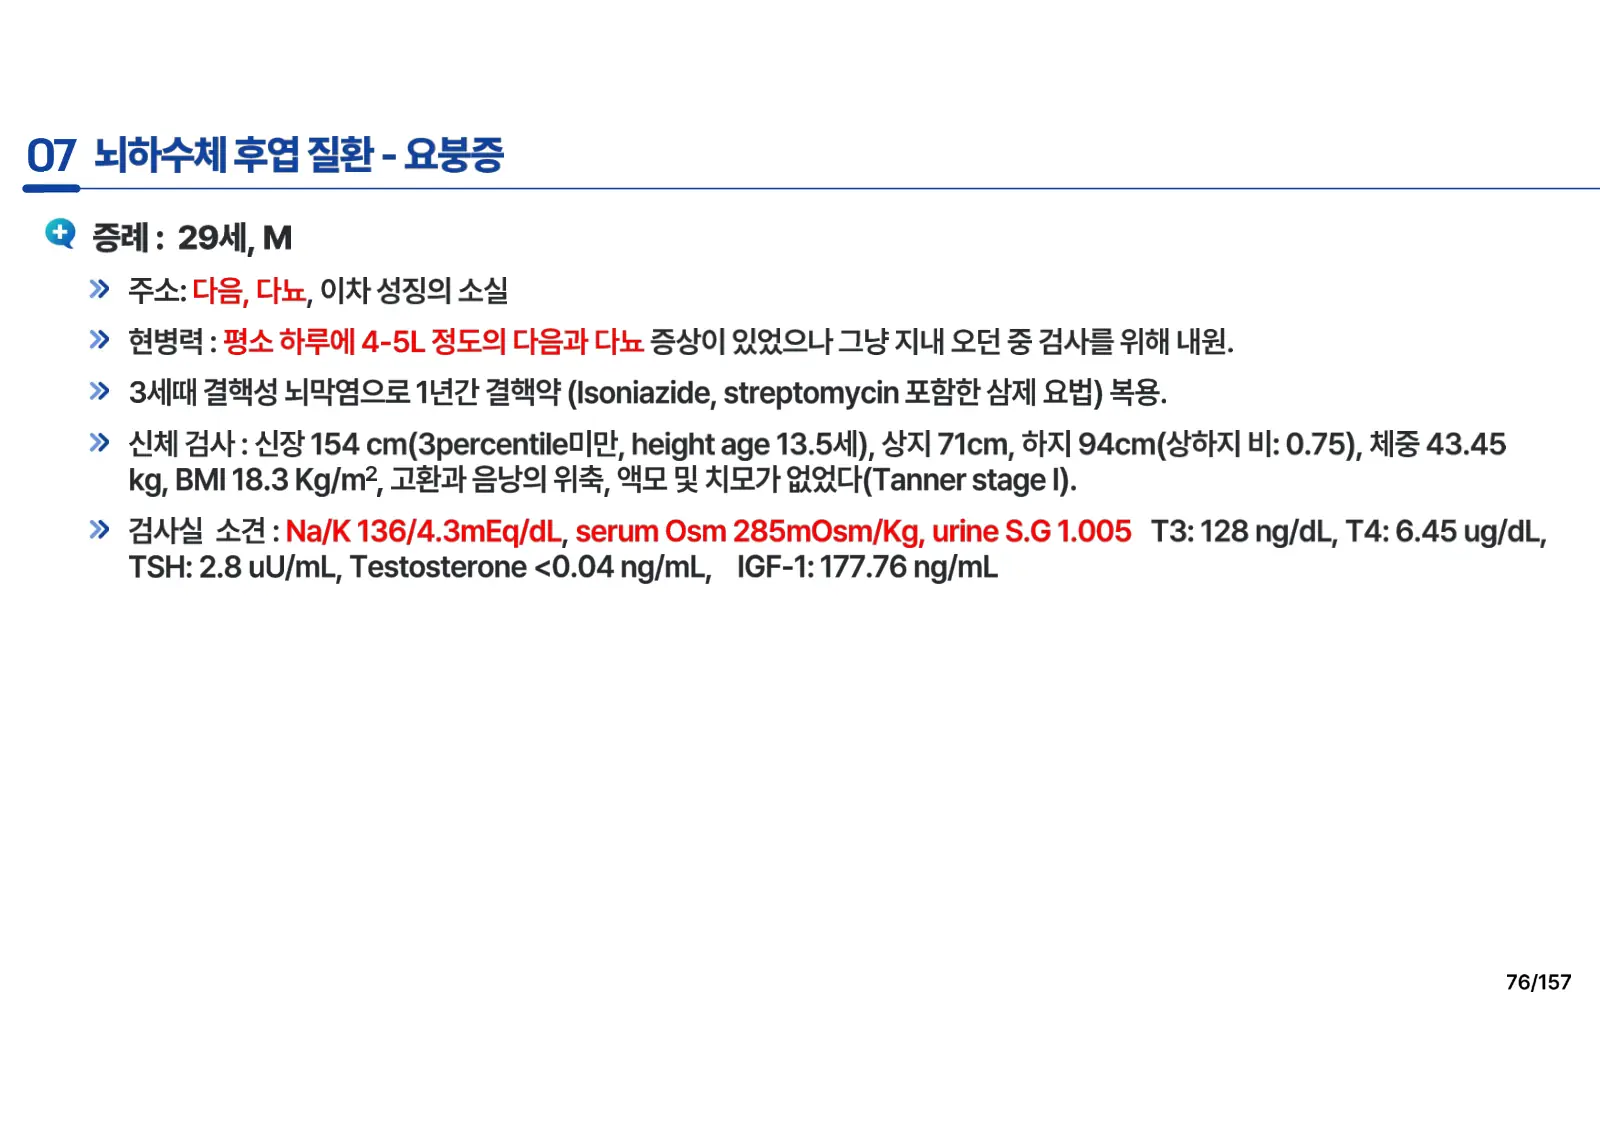 07 뇌하수체 후엽 질환 - 요붕증
증례 : 29세, M
주소: 다음, 다뇨, 이차 성징의 소실
현병력 : 평소 하루에 4-5L 정도의 다음과 다뇨 증상이 있었으나 그냥 지내 오던 중 검사를 위해 내원.
3세때 결핵성 뇌막염으로 1년간 결핵약 (Isoniazide, streptomycin 포함한 삼제 요법) 복용.
신체 검사 : 신장 154 cm(3percentile미만, height age 13.5세), 상지 71cm, 하지 94cm(상하지 비: 0.75), 체중 43.45
kg, BMI 18.3 Kg/m², 고환과 음낭의 위축, 액모 및 치모가 없었다(Tanner stage I).
검사실 소견 : Na/K 136/4.3mEq/dL, serum Osm 285mOsm/Kg, urine S.G 1.005 T3: 128 ng/dL, T4: 6.45 ug/dL,
TSH: 2.8 uU/mL, Testosterone <0.04 ng/mL, IGF-1: 177.76 ng/mL
76/157